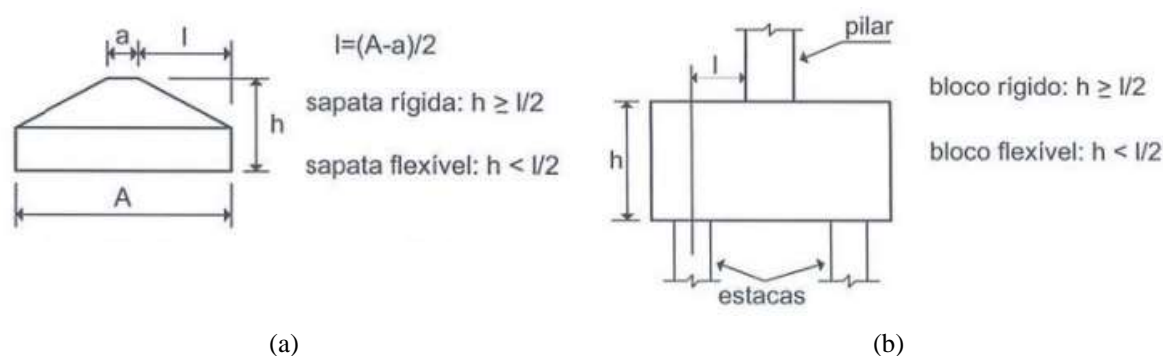 a
l
l=(A-a)/2
sapata rígida: h ≥ l/2
h
sapata flexível: h < l/2
A
(a)
pilar
l
bloco rígido: h ≥ l/2
h
bloco flexível: h < l/2
estacas
(b)